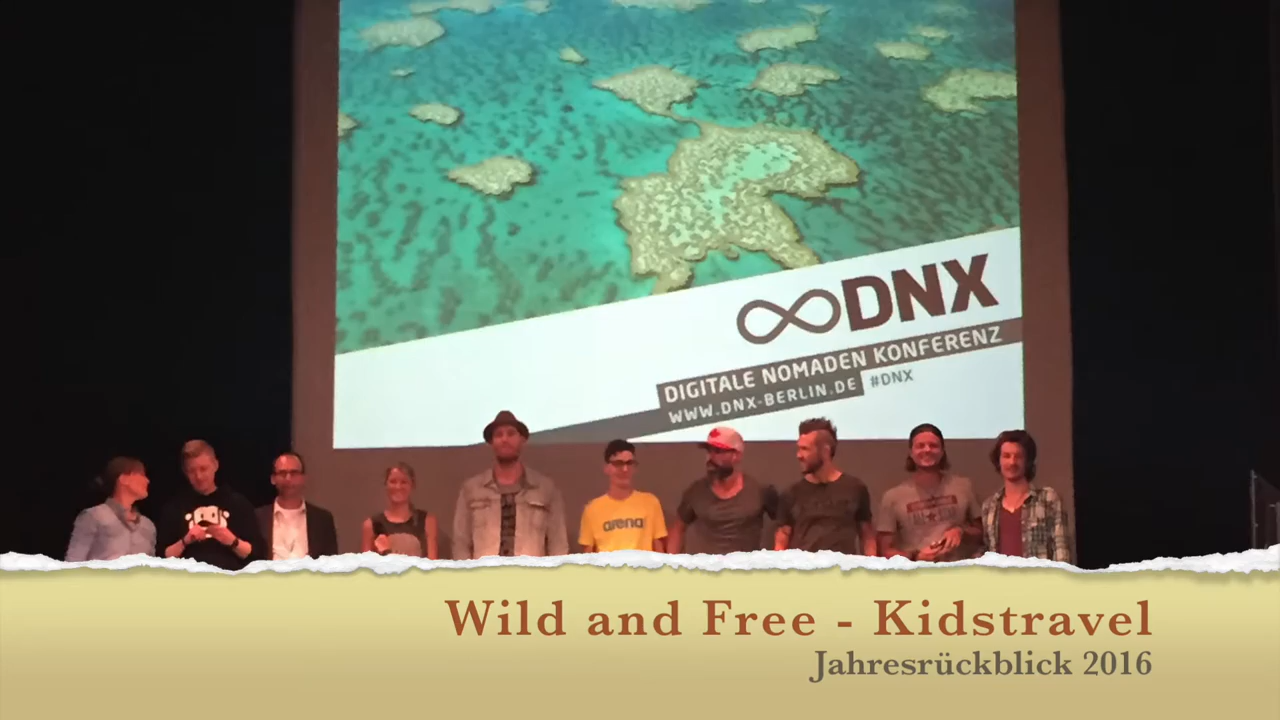 DNX
DIGITALE NOMADEN KONFERENZ
WWW.DNX-BERLIN.DE #DNX
arena
Wild and Free - Kidstravel
Jahresrückblick 2016